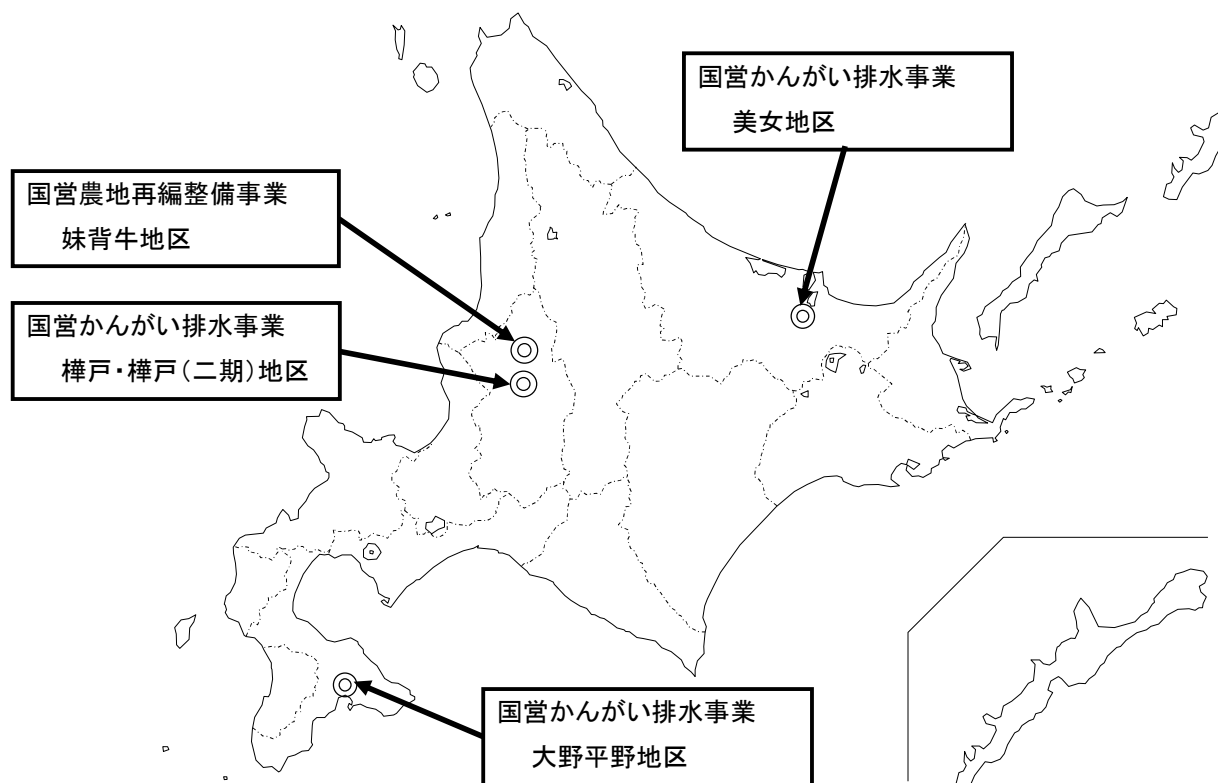 国営かんがい排水事業
美女地区
国営農地再編整備事業
妹背牛地区
国営かんがい排水事業
樺戸・樺戸(二期)地区
国営かんがい排水事業
大野平野地区